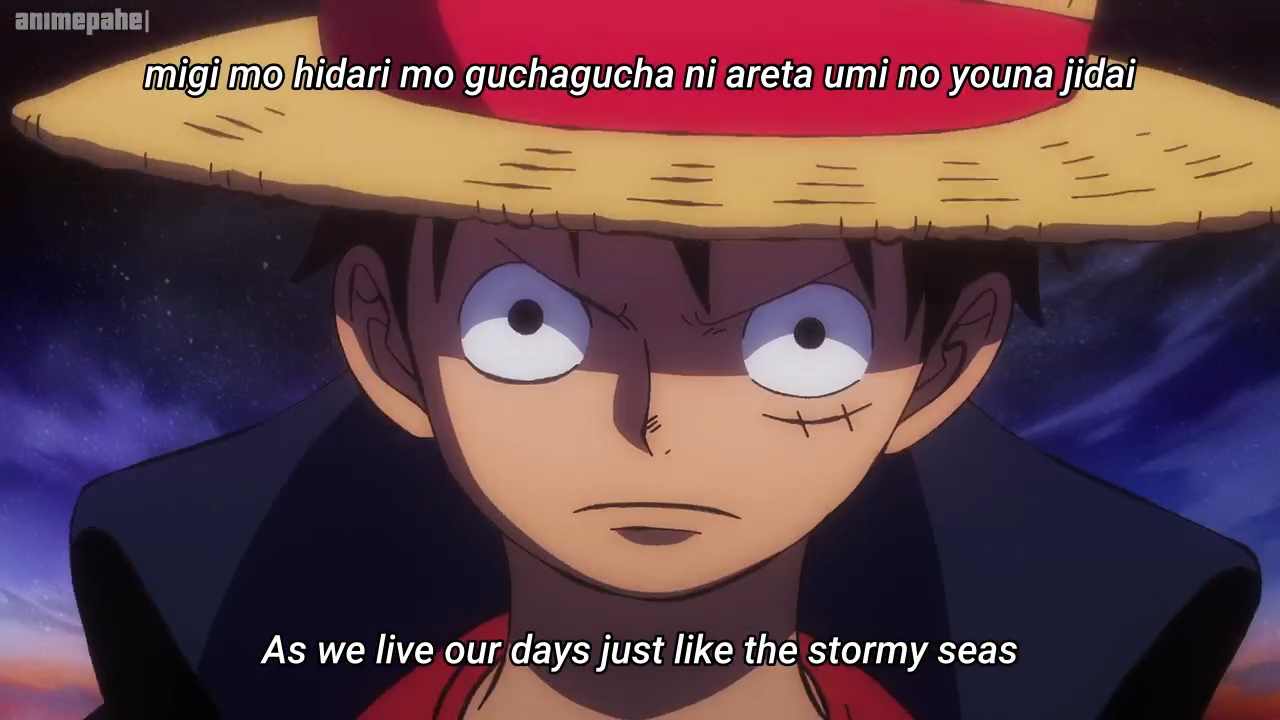 animepahe|
migi mo hidari mo guchagucha ni areta umi no youna jidai
As we live our days just like the stormy seas